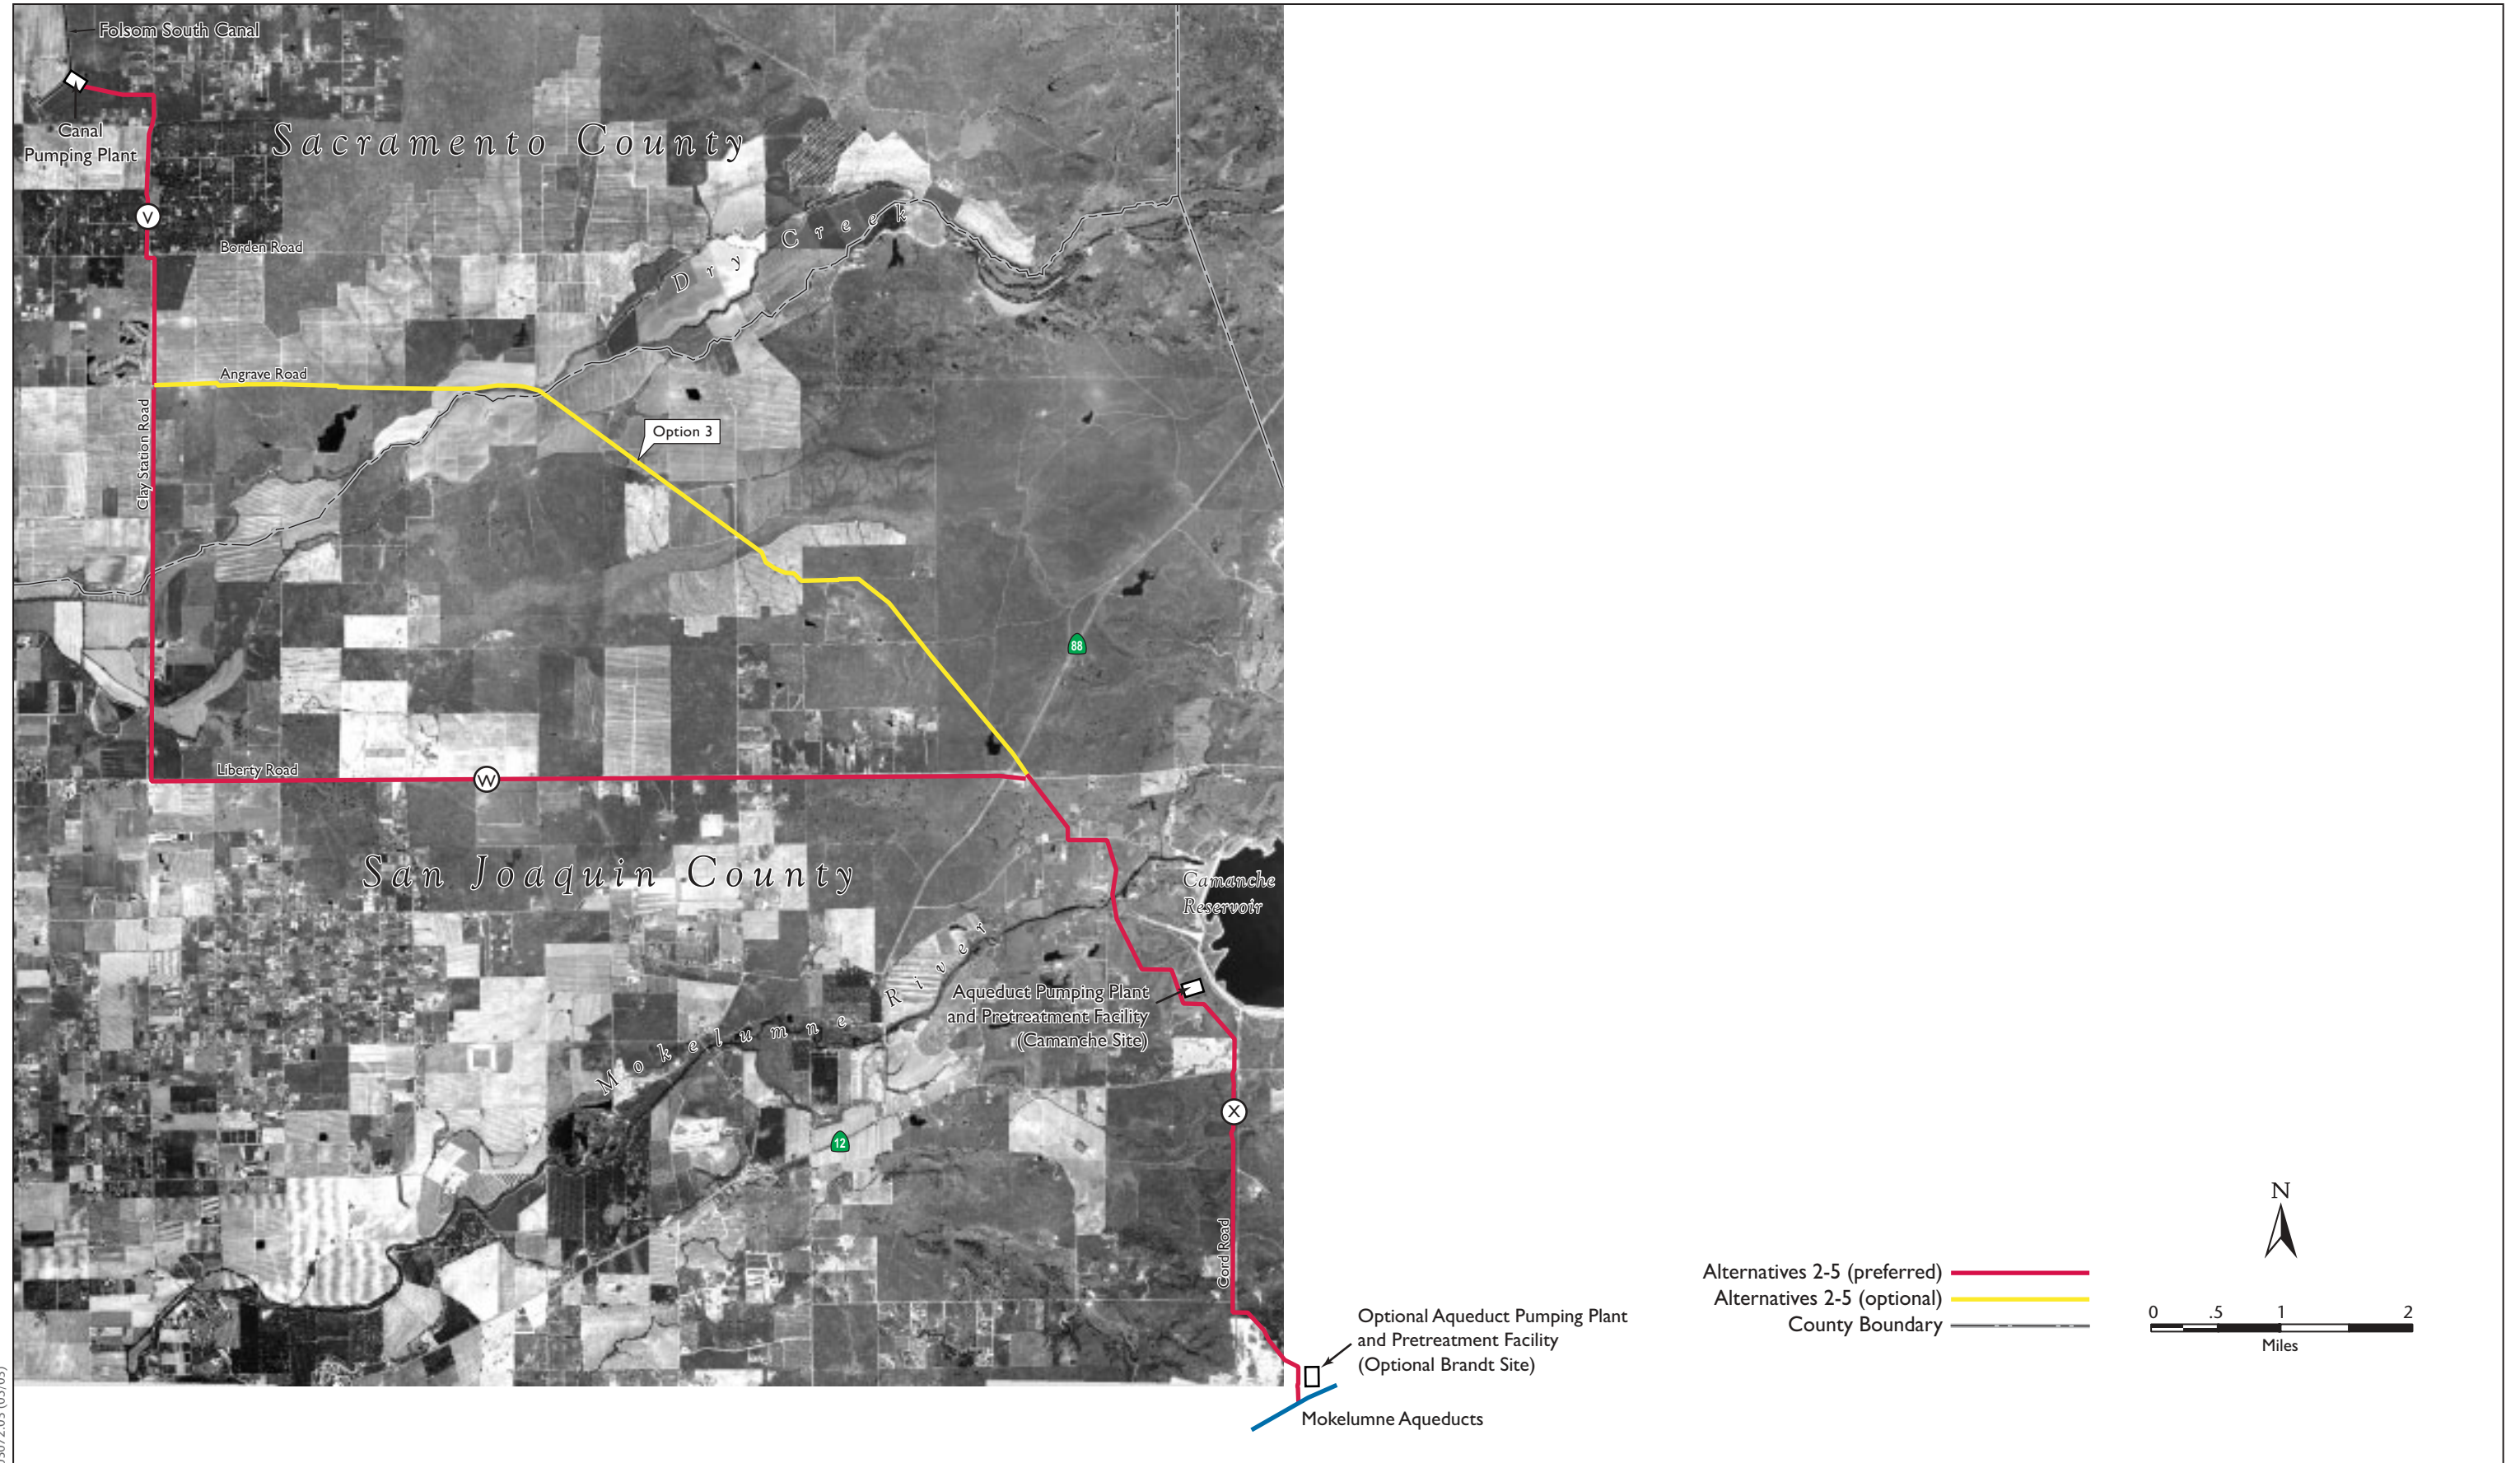 Folsom South Canal
Canal
Pumping Plant
Sacramento County
V
Borden Road
Dry Creek
Angrave Road
Option 3
Clay Station Road
88
Liberty Road
W
San Joaquin County
Camanche
Reservoir
Mokelumne River
Aqueduct Pumping Plant
and Pretreatment Facility
(Camanche Site)
X
12
Cord Road
Optional Aqueduct Pumping Plant
and Pretreatment Facility
(Optional Brandt Site)
Mokelumne Aqueducts
Alternatives 2-5 (preferred)
Alternatives 2-5 (optional)
County Boundary
N
0 .5 1 2
Miles